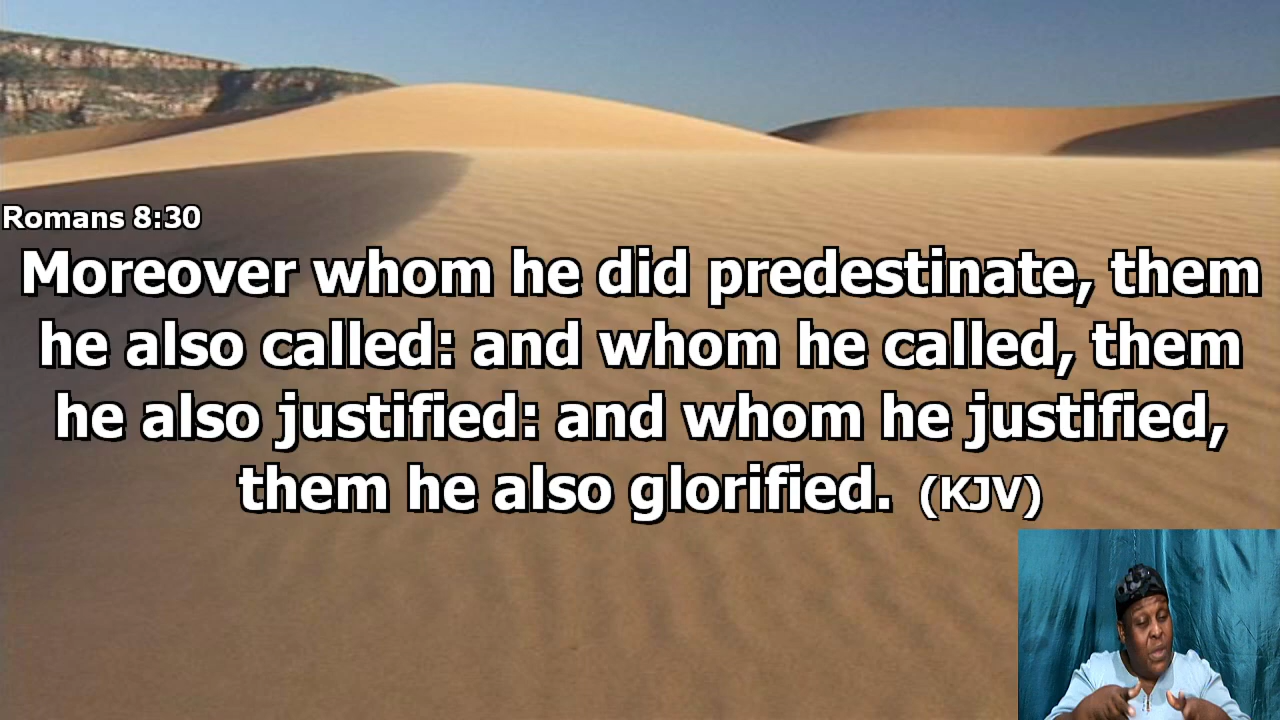 Romans 8:30
Moreover whom he did predestinate, them
he also called: and whom he called, them
he also justified: and whom he justified,
them he also glorified. (KJV)